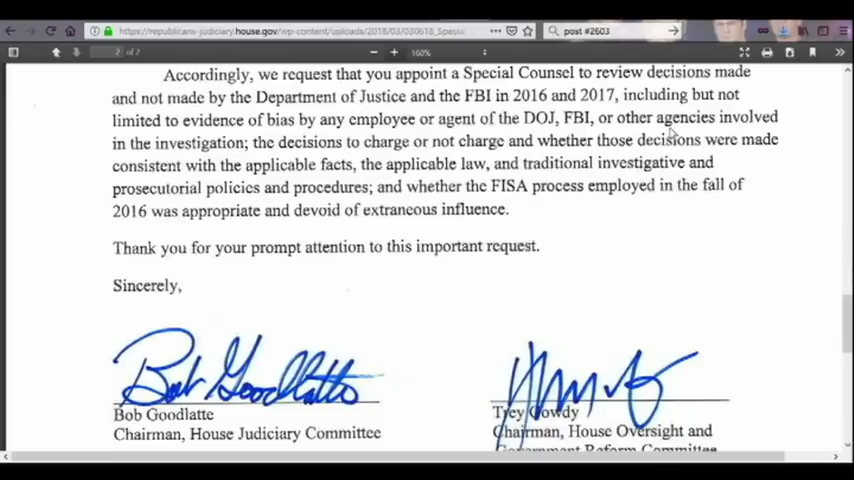 https://republicans-judiciary.house.gov/wp-content/uploads/2018/03/030618_Specia
post #2603
2 of 2
160%
Accordingly, we request that you appoint a Special Counsel to review decisions made
and not made by the Department of Justice and the FBI in 2016 and 2017, including but not
limited to evidence of bias by any employee or agent of the DOJ, FBI, or other agencies involved
in the investigation; the decisions to charge or not charge and whether those decisions were made
consistent with the applicable facts, the applicable law, and traditional investigative and
prosecutorial policies and procedures; and whether the FISA process employed in the fall of
2016 was appropriate and devoid of extraneous influence.
Thank you for your prompt attention to this important request.
Sincerely,
Bob Goodlatte
Bob Goodlatte
Trey Gowdy
Chairman, House Judiciary Committee
Chairman, House Oversight and
Government Reform Committee